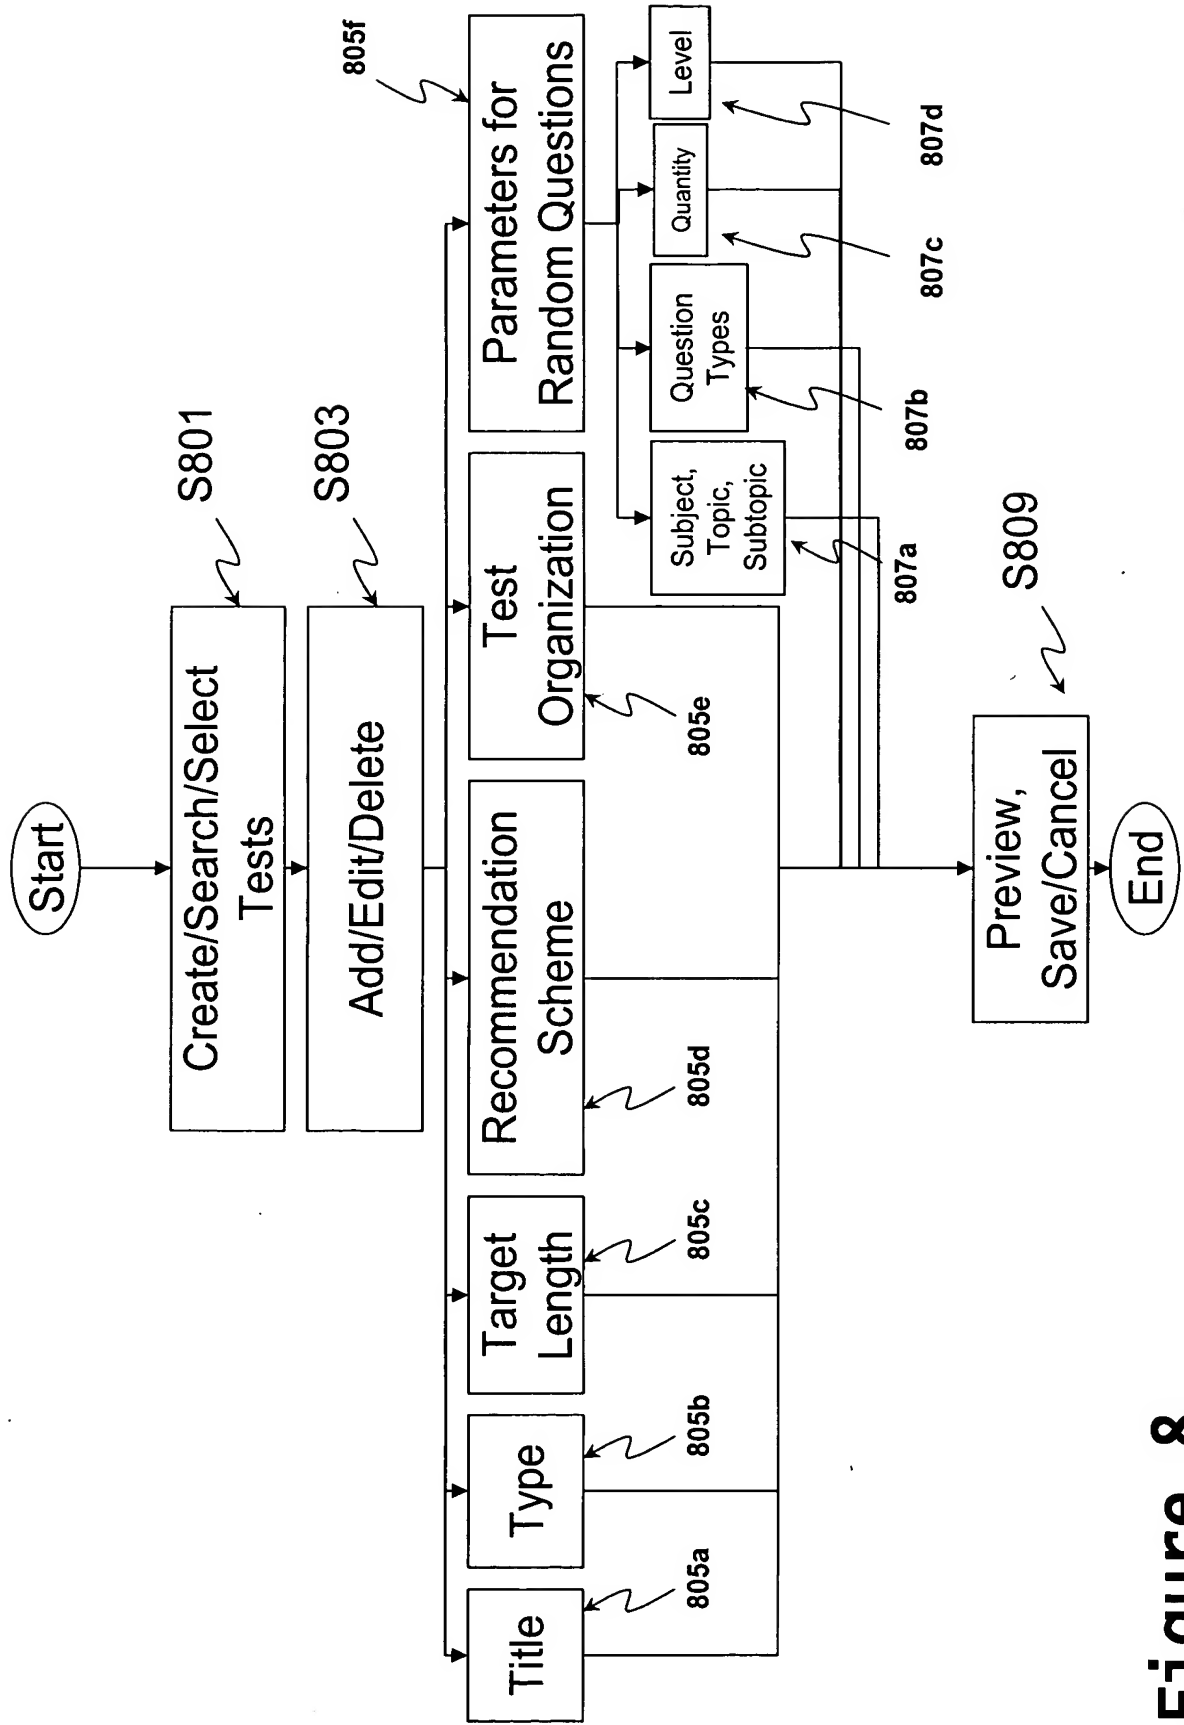 Start
Create/Search/Select
Tests
S801
Add/Edit/Delete
S803
Title
805a
Type
805b
Target
Length
805c
Recommendation
Scheme
805d
Test
Organization
805e
Parameters for
Random Questions
805f
Subject,
Topic,
Subtopic
807a
Question
Types
807b
Quantity
807c
Level
807d
Preview,
Save/Cancel
S809
End
Figure 8